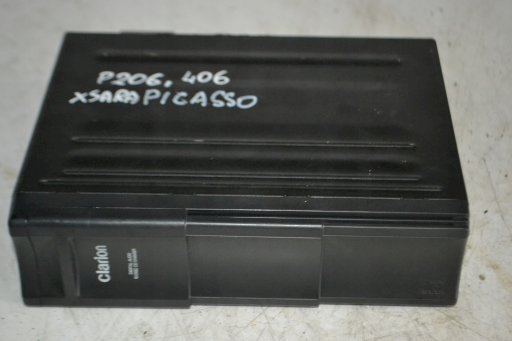 P206, 406
XSARA PICASSO
clarion